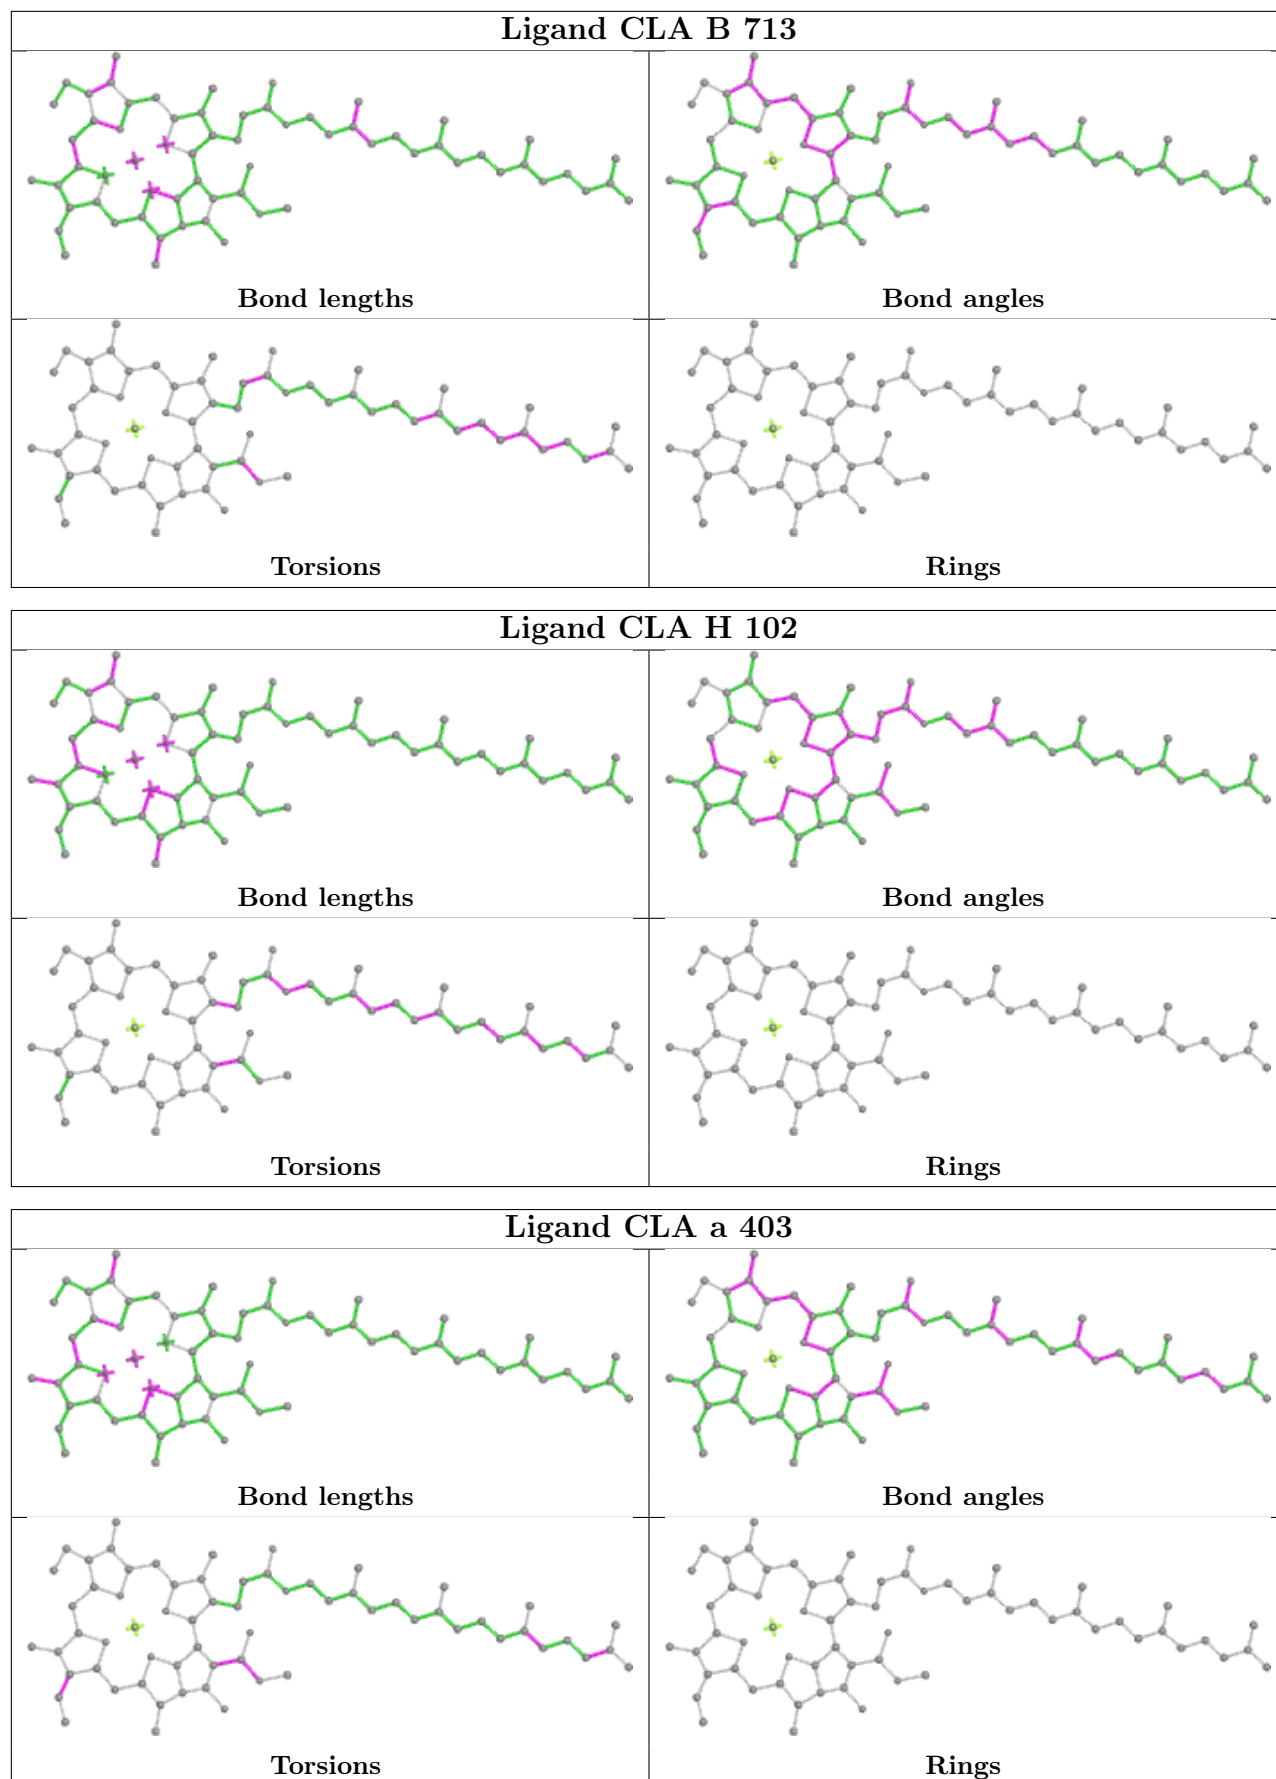 Ligand CLA B 713
Bond lengths
Bond angles
Torsions
Rings
Ligand CLA H 102
Bond lengths
Bond angles
Torsions
Rings
Ligand CLA a 403
Bond lengths
Bond angles
Torsions
Rings